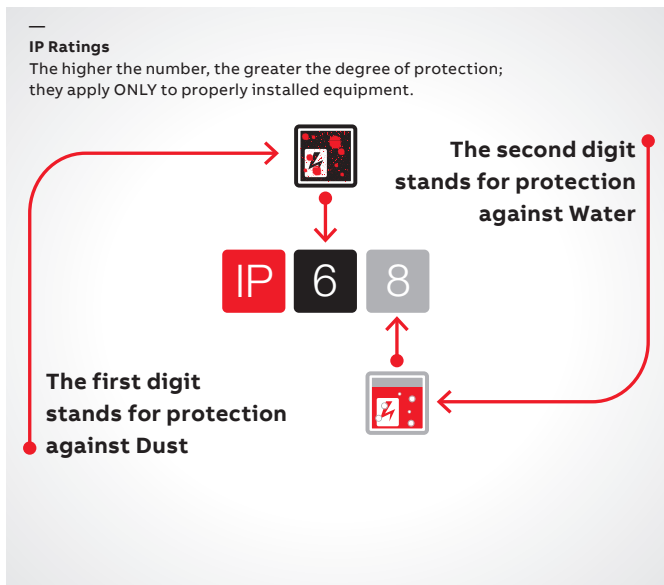 IP Ratings
The higher the number, the greater the degree of protection;
they apply ONLY to properly installed equipment.
The second digit
stands for protection
against Water
IP 6 8
The first digit
stands for protection
against Dust